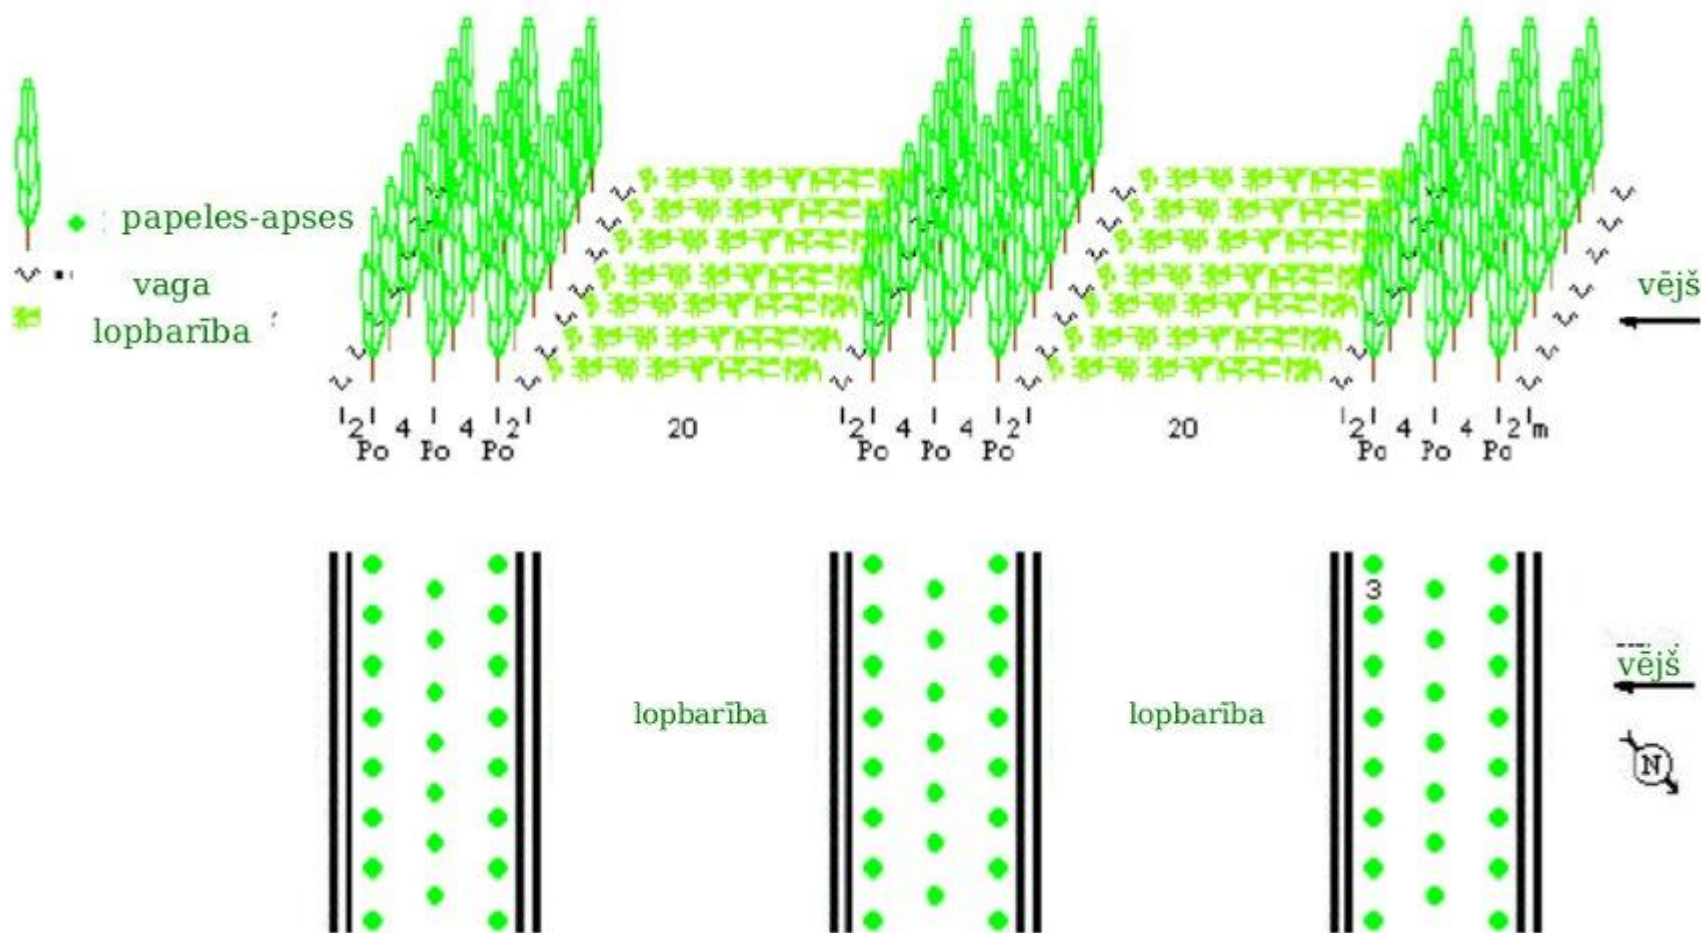 papeles-apses
vaga
lopbarība
vējš
2 4 4 2 20 2 4 4 2 20 2 4 4 2 m
Po Po Po Po Po Po Po Po Po
3
vējš
lopbarība lopbarība
N